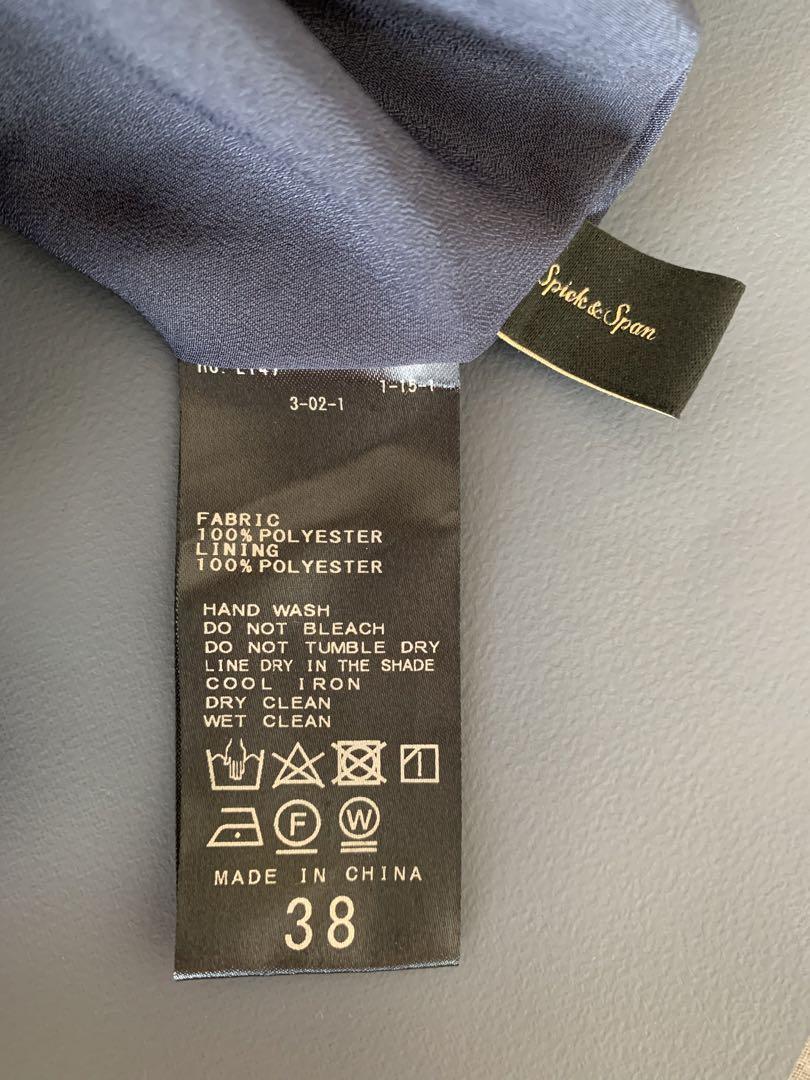 Spick & Span
1-15-1
3-02-1
FABRIC
100% POLYESTER
LINING
100% POLYESTER
HAND WASH
DO NOT BLEACH
DO NOT TUMBLE DRY
LINE DRY IN THE SHADE
COOL IRON
DRY CLEAN
WET CLEAN
F W
MADE IN CHINA
38